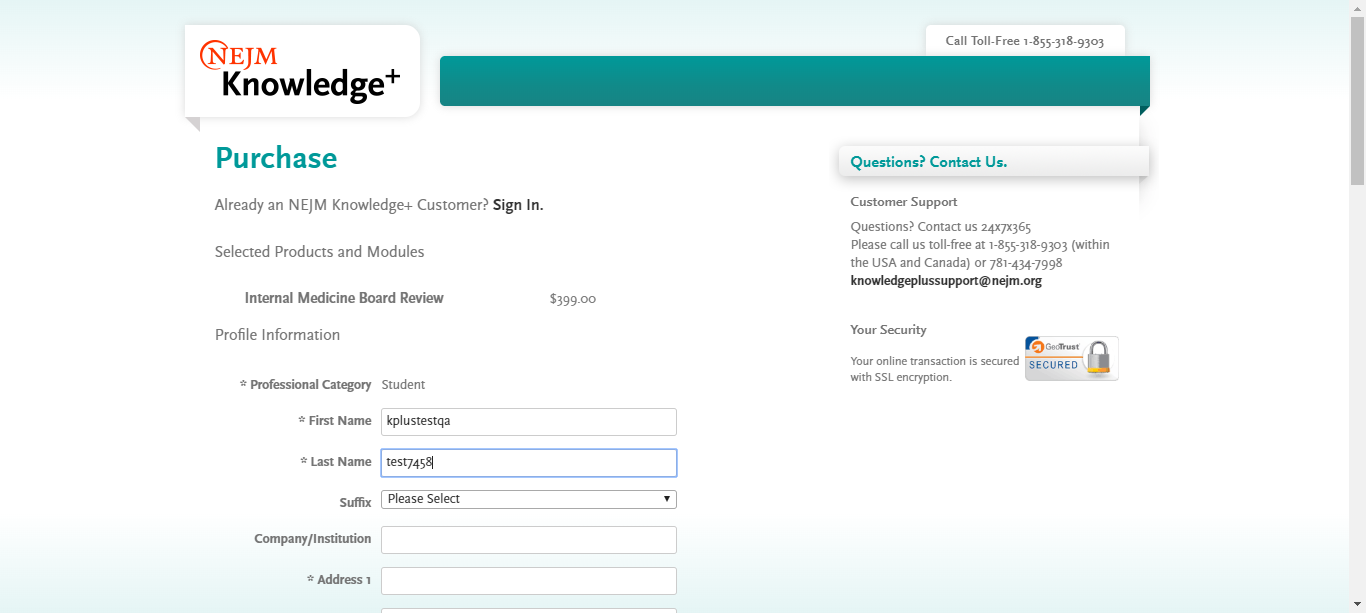 Call Toll-Free 1-855-318-9303
NEJM
Knowledge+
Purchase
Already an NEJM Knowledge+ Customer? Sign In.
Selected Products and Modules
Internal Medicine Board Review $399.00
Profile Information
* Professional Category Student
* First Name kplustestqa
* Last Name test7458
Suffix Please Select
Company/Institution
* Address 1
Questions? Contact Us.
Customer Support
Questions? Contact us 24x7x365
Please call us toll-free at 1-855-318-9303 (within
the USA and Canada) or 781-434-7998
knowledgeplussupport@nejm.org
Your Security
Your online transaction is secured
with SSL encryption.
GeoTrust
SECURED